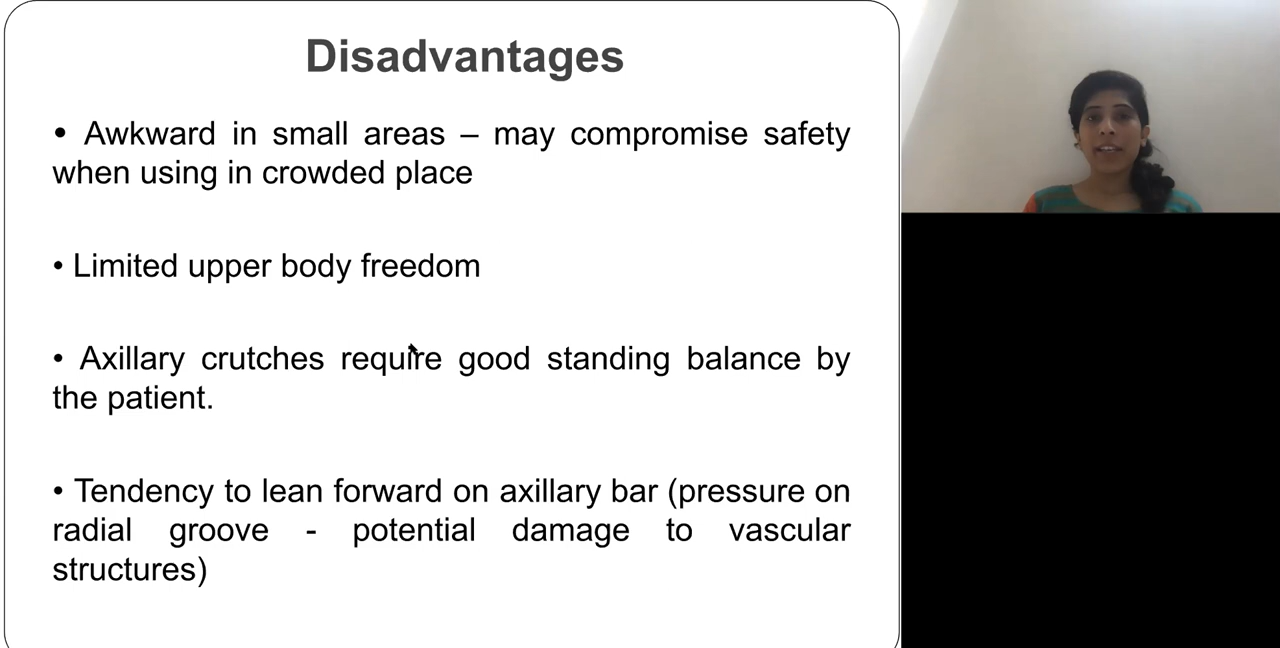 Disadvantages
• Awkward in small areas – may compromise safety
when using in crowded place
• Limited upper body freedom
• Axillary crutches require good standing balance by
the patient.
• Tendency to lean forward on axillary bar (pressure on
radial groove - potential damage to vascular
structures)